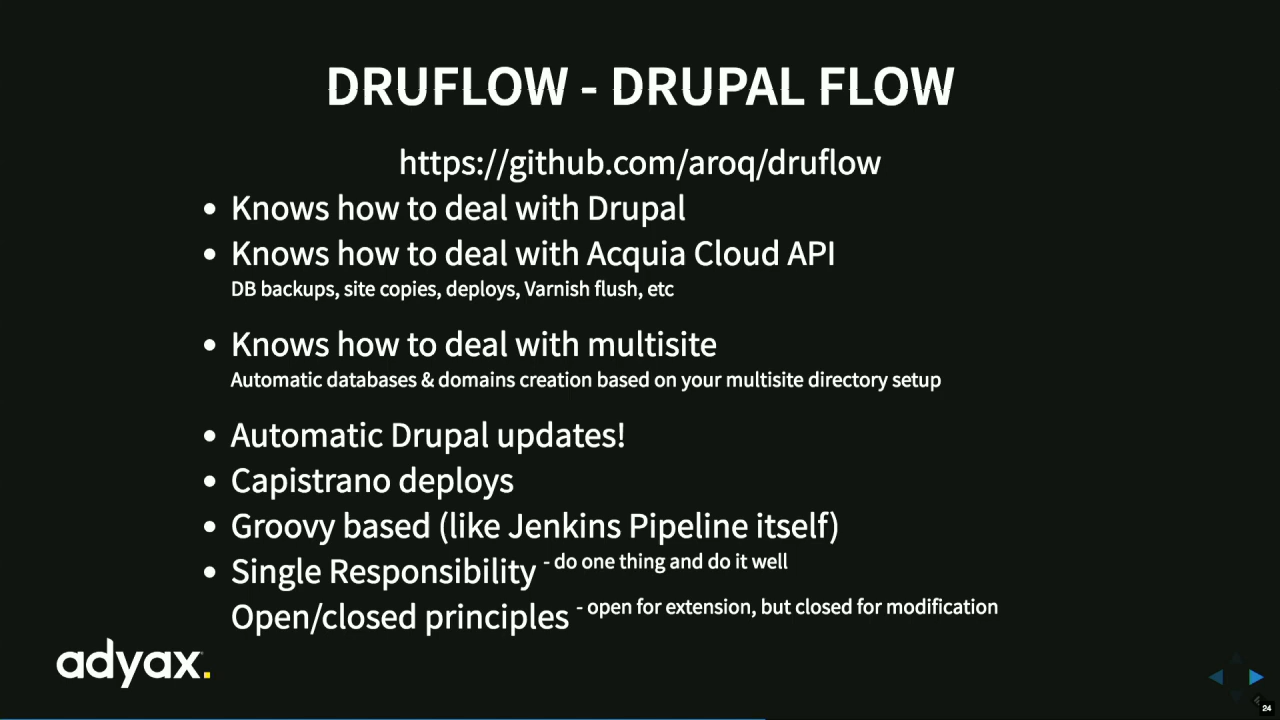 DRUFLOW - DRUPAL FLOW
https://github.com/aroq/druflow
• Knows how to deal with Drupal
• Knows how to deal with Acquia Cloud API
DB backups, site copies, deploys, Varnish flush, etc
• Knows how to deal with multisite
Automatic databases & domains creation based on your multisite directory setup
• Automatic Drupal updates!
• Capistrano deploys
• Groovy based (like Jenkins Pipeline itself)
• Single Responsibility - do one thing and do it well
Open/closed principles - open for extension, but closed for modification
adyax.
24